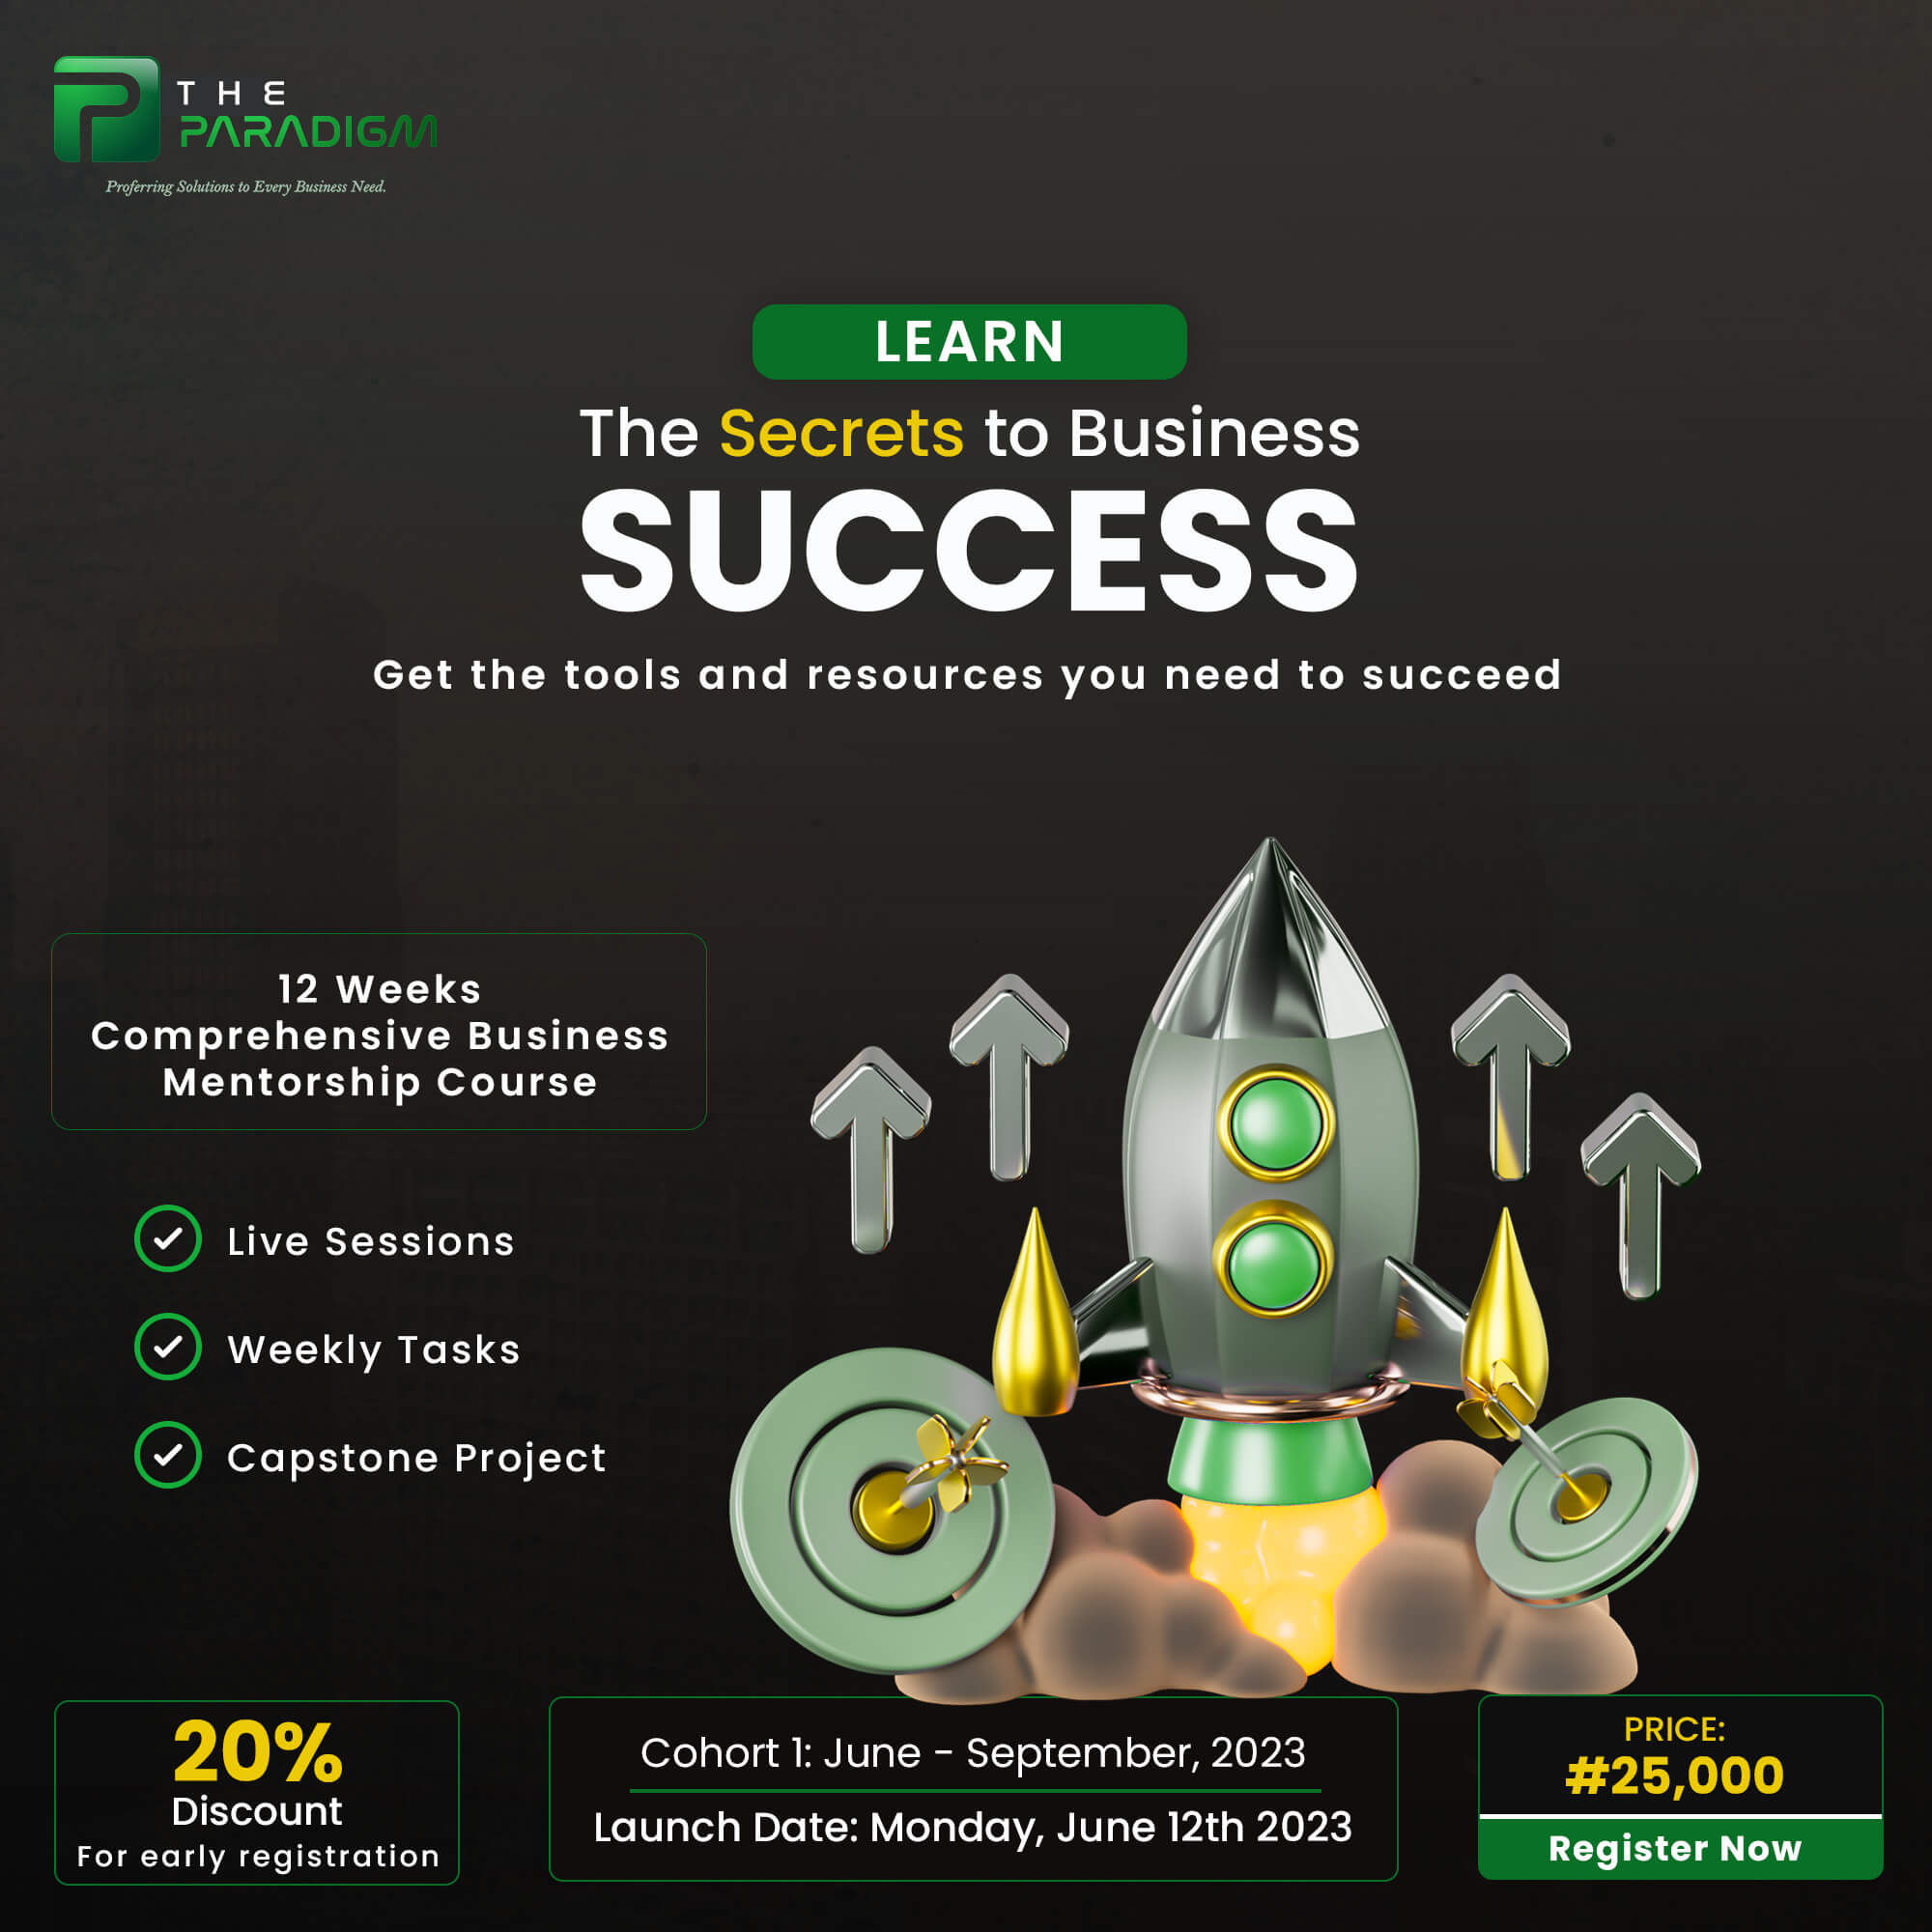 THE
PARADIGM
Proferring Solutions to Every Business Need.
LEARN
The Secrets to Business
SUCCESS
Get the tools and resources you need to succeed
12 Weeks
Comprehensive Business
Mentorship Course
Live Sessions
Weekly Tasks
Capstone Project
20%
Discount
For early registration
Cohort 1: June - September, 2023
Launch Date: Monday, June 12th 2023
PRICE:
#25,000
Register Now